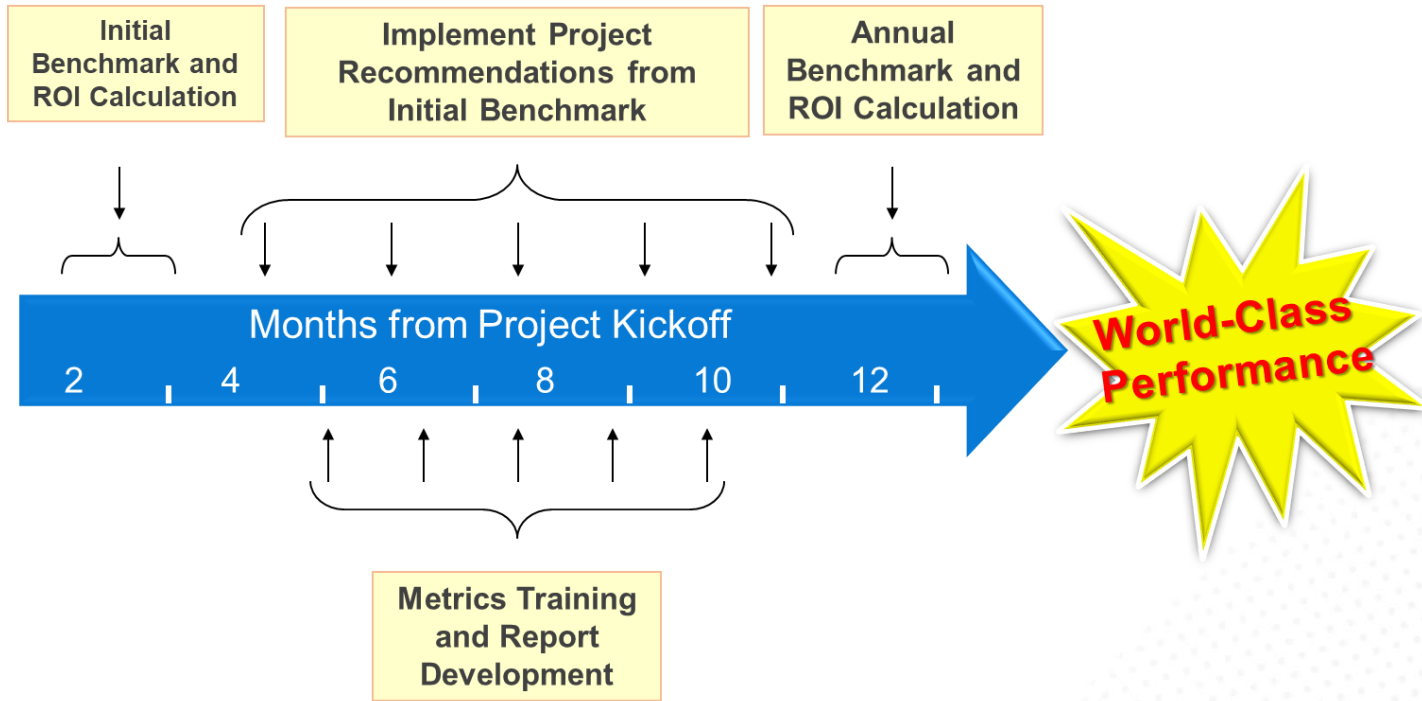 Initial
Benchmark and
ROI Calculation
Implement Project
Recommendations from
Initial Benchmark
Annual
Benchmark and
ROI Calculation
Months from Project Kickoff
2 4 6 8 10 12
World-Class
Performance
Metrics Training
and Report
Development